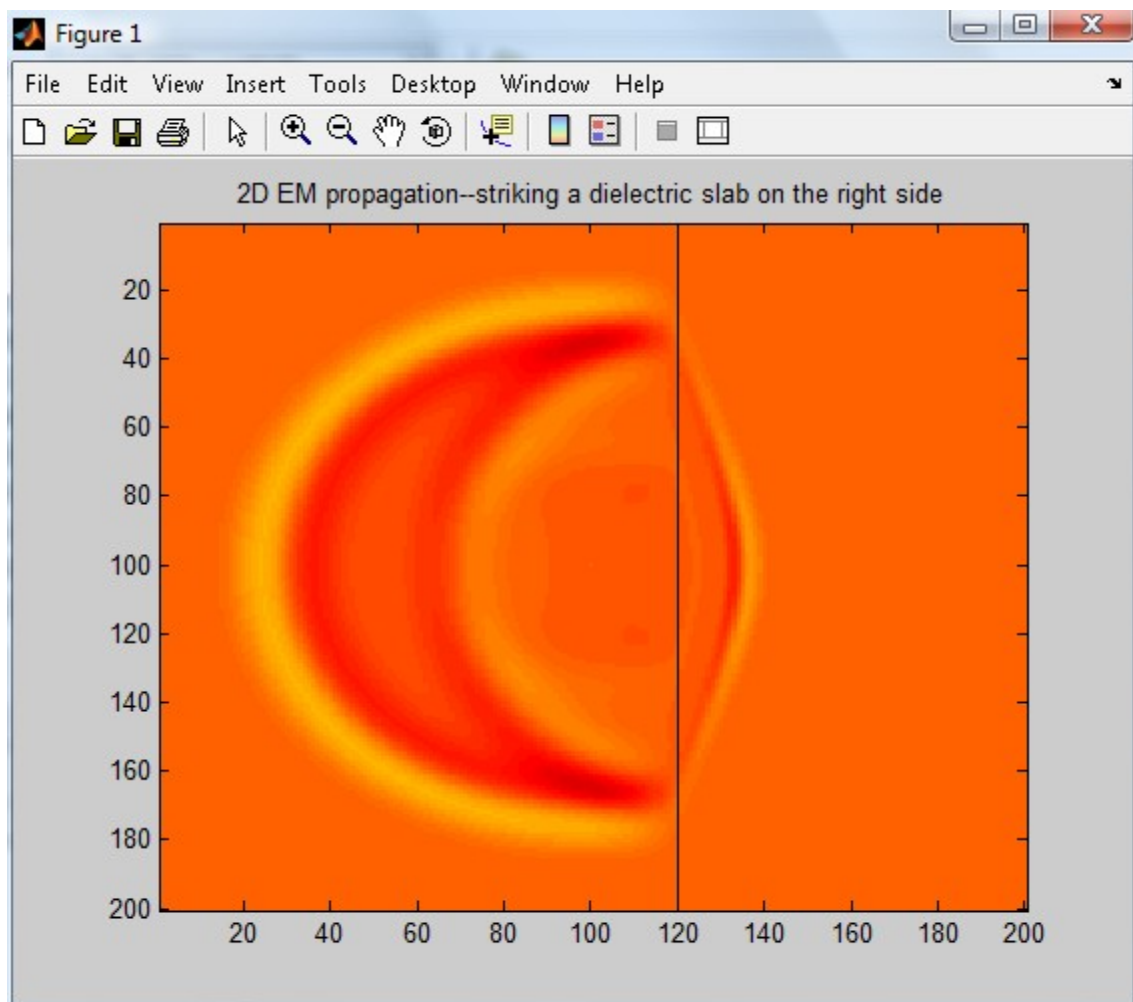 Figure 1
File Edit View Insert Tools Desktop Window Help
2D EM propagation--striking a dielectric slab on the right side
20
40
60
80
100
120
140
160
180
200
20 40 60 80 100 120 140 160 180 200